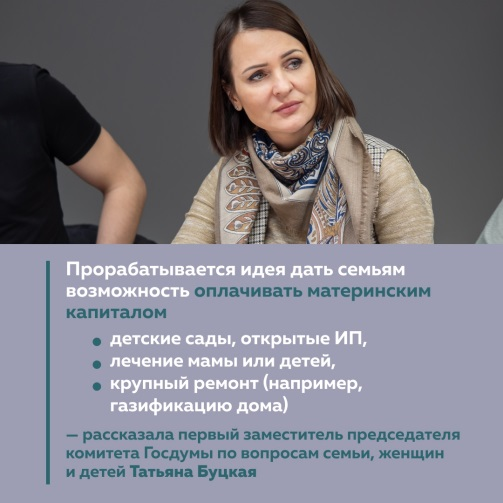 Прорабатывается идея дать семьям
возможность оплачивать материнским
капиталом
детские сады, открытые ИП,
лечение мамы или детей,
крупный ремонт (например,
газификацию дома)
— рассказала первый заместитель председателя
комитета Госдумы по вопросам семьи, женщин
и детей Татьяна Буцкая